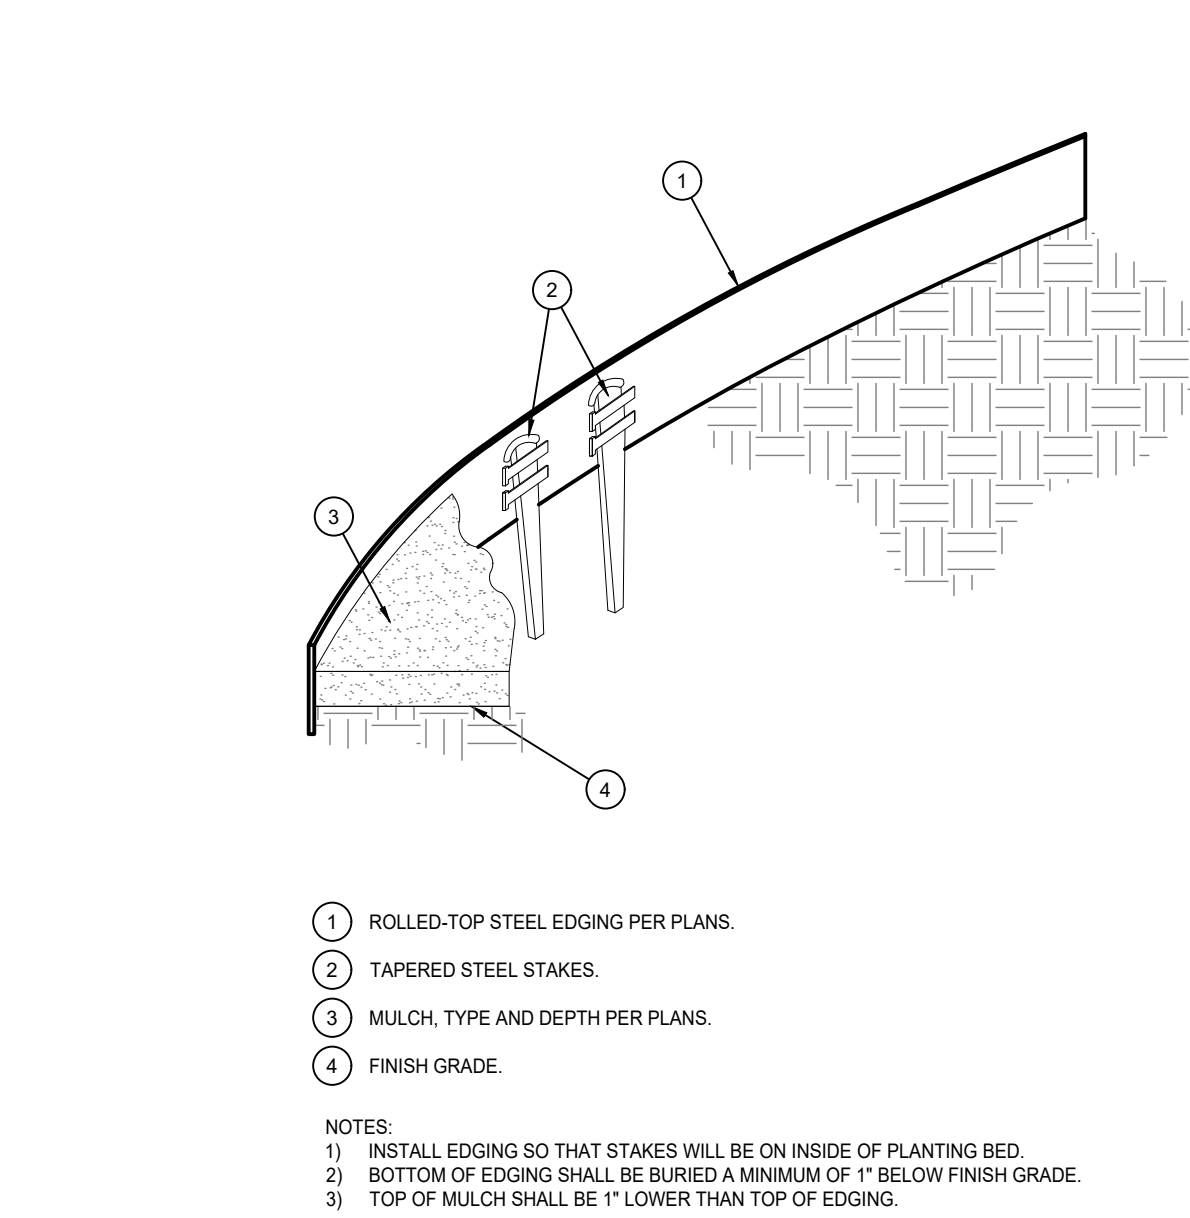 1
2
3
4
1 ROLLED-TOP STEEL EDGING PER PLANS.
2 TAPERED STEEL STAKES.
3 MULCH, TYPE AND DEPTH PER PLANS.
4 FINISH GRADE.
NOTES:
1) INSTALL EDGING SO THAT STAKES WILL BE ON INSIDE OF PLANTING BED.
2) BOTTOM OF EDGING SHALL BE BURIED A MINIMUM OF 1" BELOW FINISH GRADE.
3) TOP OF MULCH SHALL BE 1" LOWER THAN TOP OF EDGING.